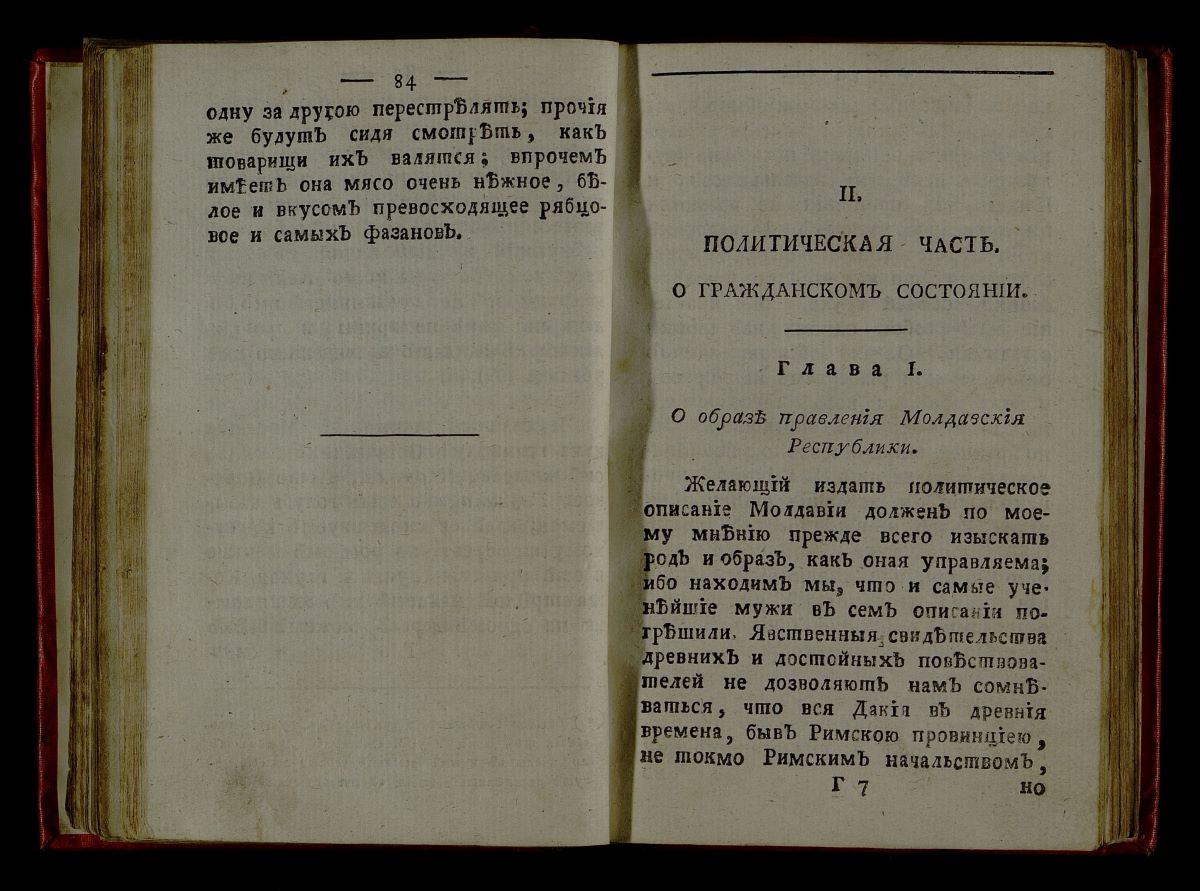 — 84 —
одну за другою перестрѣлять; прочія
же будутъ сидя смотрѣть, какъ
товарищи ихъ валятся; впрочемъ
имѣетъ она мясо очень нѣжное, бѣ-
лое и вкусомъ превосходящее рябцо-
вое и самыхъ фазановъ.
II.
ПОЛИТИЧЕСКАЯ ЧАСТЬ.
О ГРАЖДАНСКОМЪ СОСТОЯНІИ.
Глава I.
О образѣ правленія Молдавскія
Республики.
Желающій издать политическое
описаніе Молдавіи долженъ по мое-
му мнѣнію прежде всего изыскать
родъ и образъ, какъ оная управляема;
ибо находимъ мы, что и самые уче-
нѣйшіе мужи въ семъ описаніи по-
грѣшили. Явственныя свидѣтельства
древнихъ и достойныхъ повѣствова-
телей не дозволяютъ намъ сомнѣ-
ваться, что вся Дакія въ древнія
времена, бывъ Римскою провинціею,
не токмо Римскимъ начальствомъ,
Г 7 но